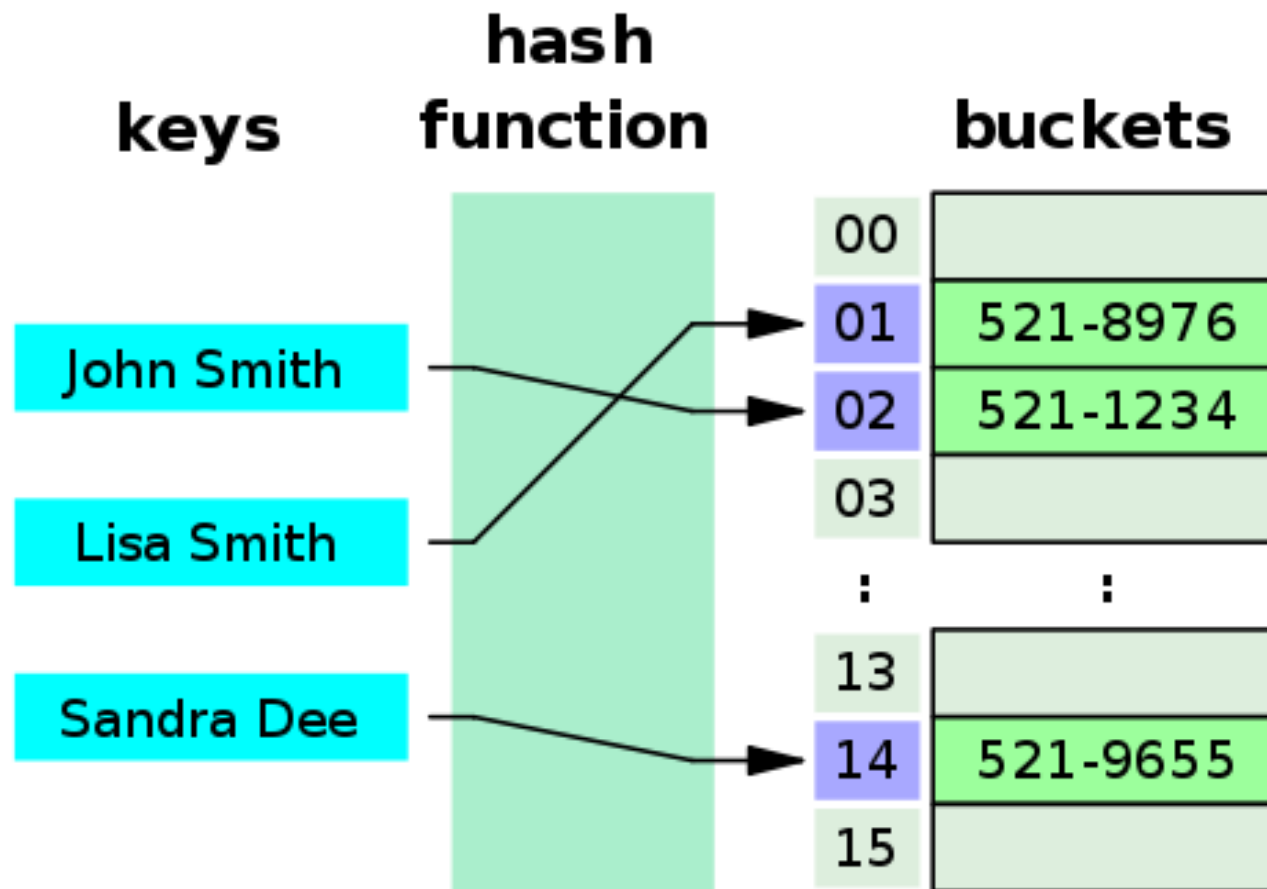 hash
keys function buckets
00
01 521-8976
John Smith
02 521-1234
03
Lisa Smith
:  :
13
Sandra Dee
14 521-9655
15